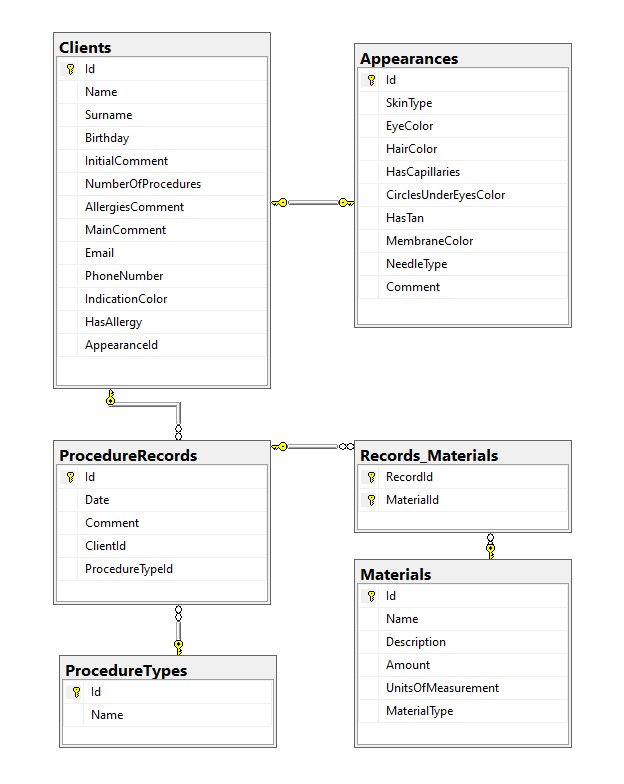 Clients
Id
Name
Surname
Birthday
InitialComment
NumberOfProcedures
AllergiesComment
MainComment
Email
PhoneNumber
IndicationColor
HasAllergy
AppearanceId
Appearances
Id
SkinType
EyeColor
HairColor
HasCapillaries
CirclesUnderEyesColor
HasTan
MembraneColor
NeedleType
Comment
ProcedureRecords
Id
Date
Comment
ClientId
ProcedureTypeId
Records_Materials
RecordId
MaterialId
ProcedureTypes
Id
Name
Materials
Id
Name
Description
Amount
UnitsOfMeasurement
MaterialType